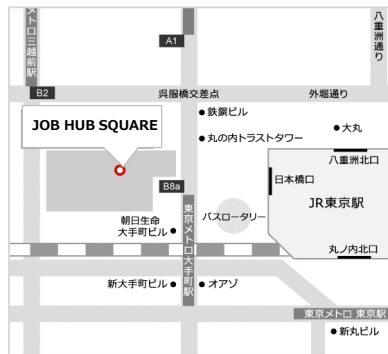 メトロ三越前駅
A1
八重洲通り
B2
呉服橋交差点
外堀通り
鉄鋼ビル
JOB HUB SQUARE
丸の内トラストタワー
大丸
八重洲北口
日本橋口
B8a
JR東京駅
朝日生命
大手町ビル
東京メトロ大手町駅
バスロータリー
丸ノ内北口
新大手町ビル
オアゾ
東京メトロ 東京駅
新丸ビル